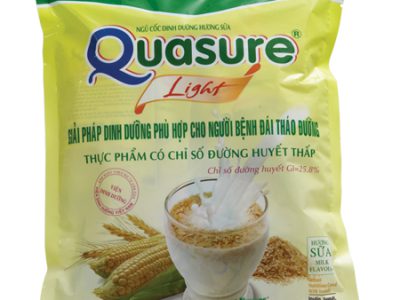 NGŨ CỐC DINH DƯỠNG HƯƠNG SỮA
Quasure®
Light
GIẢI PHÁP DINH DƯỠNG PHÙ HỢP CHO NGƯỜI BỆNH ĐÁI THÁO ĐƯỜNG
THỰC PHẨM CÓ CHỈ SỐ ĐƯỜNG HUYẾT THẤP
Chỉ số đường huyết GI=25.8%
VIỆN
DINH DƯỠNG
HƯƠNG
SỮA
MILK
FLAVOUR